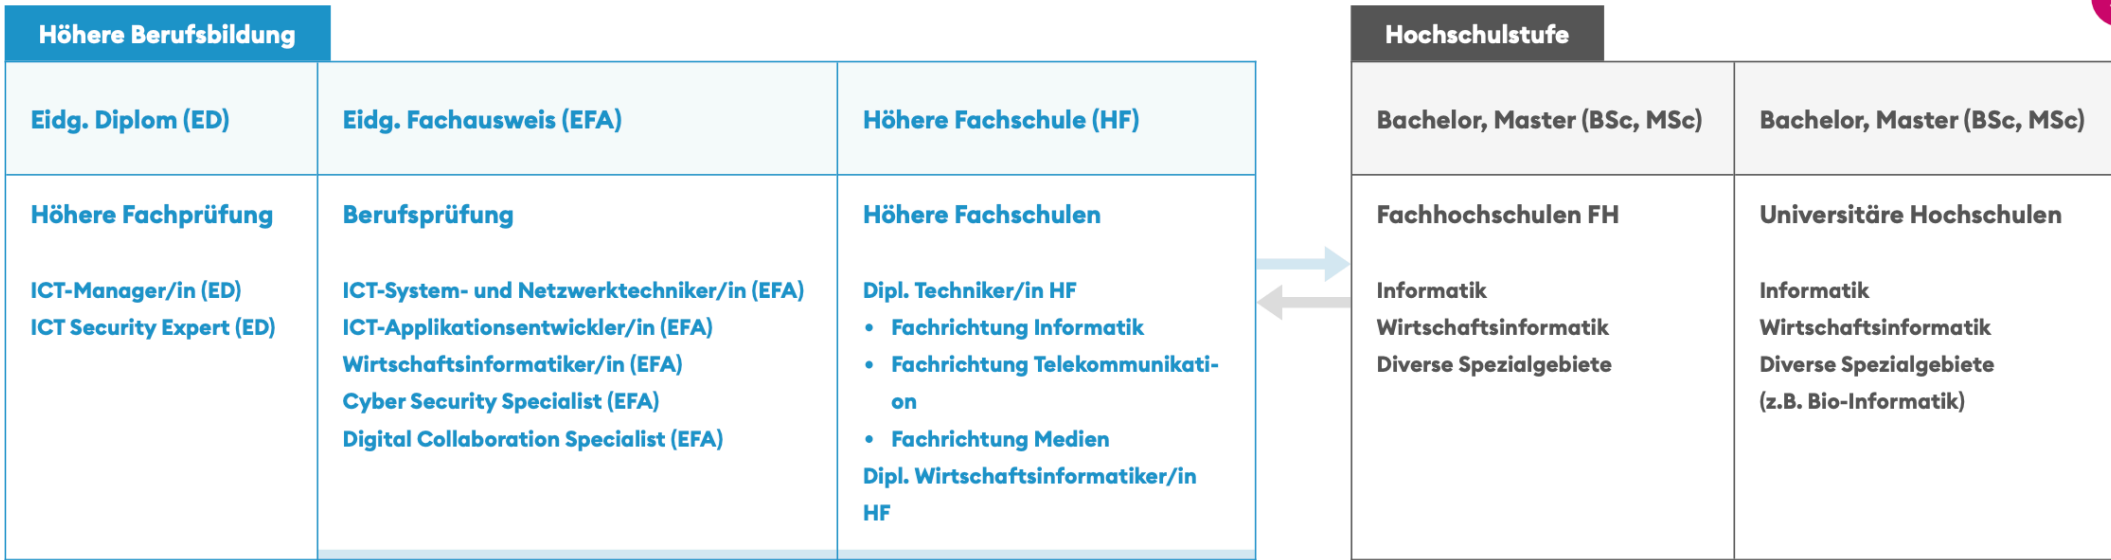 Höhere Berufsbildung
Eidg. Diplom (ED)
Höhere Fachprüfung
ICT-Manager/in (ED)
ICT Security Expert (ED)
Eidg. Fachausweis (EFA)
Berufsprüfung
ICT-System- und Netzwerktechniker/in (EFA)
ICT-Applikationsentwickler/in (EFA)
Wirtschaftsinformatiker/in (EFA)
Cyber Security Specialist (EFA)
Digital Collaboration Specialist (EFA)
Höhere Fachschule (HF)
Höhere Fachschulen
Dipl. Techniker/in HF
• Fachrichtung Informatik
• Fachrichtung Telekommunikati-
on
• Fachrichtung Medien
Dipl. Wirtschaftsinformatiker/in
HF
Hochschulstufe
Bachelor, Master (BSc, MSc)
Fachhochschulen FH
Informatik
Wirtschaftsinformatik
Diverse Spezialgebiete
Bachelor, Master (BSc, MSc)
Universitäre Hochschulen
Informatik
Wirtschaftsinformatik
Diverse Spezialgebiete
(z.B. Bio-Informatik)